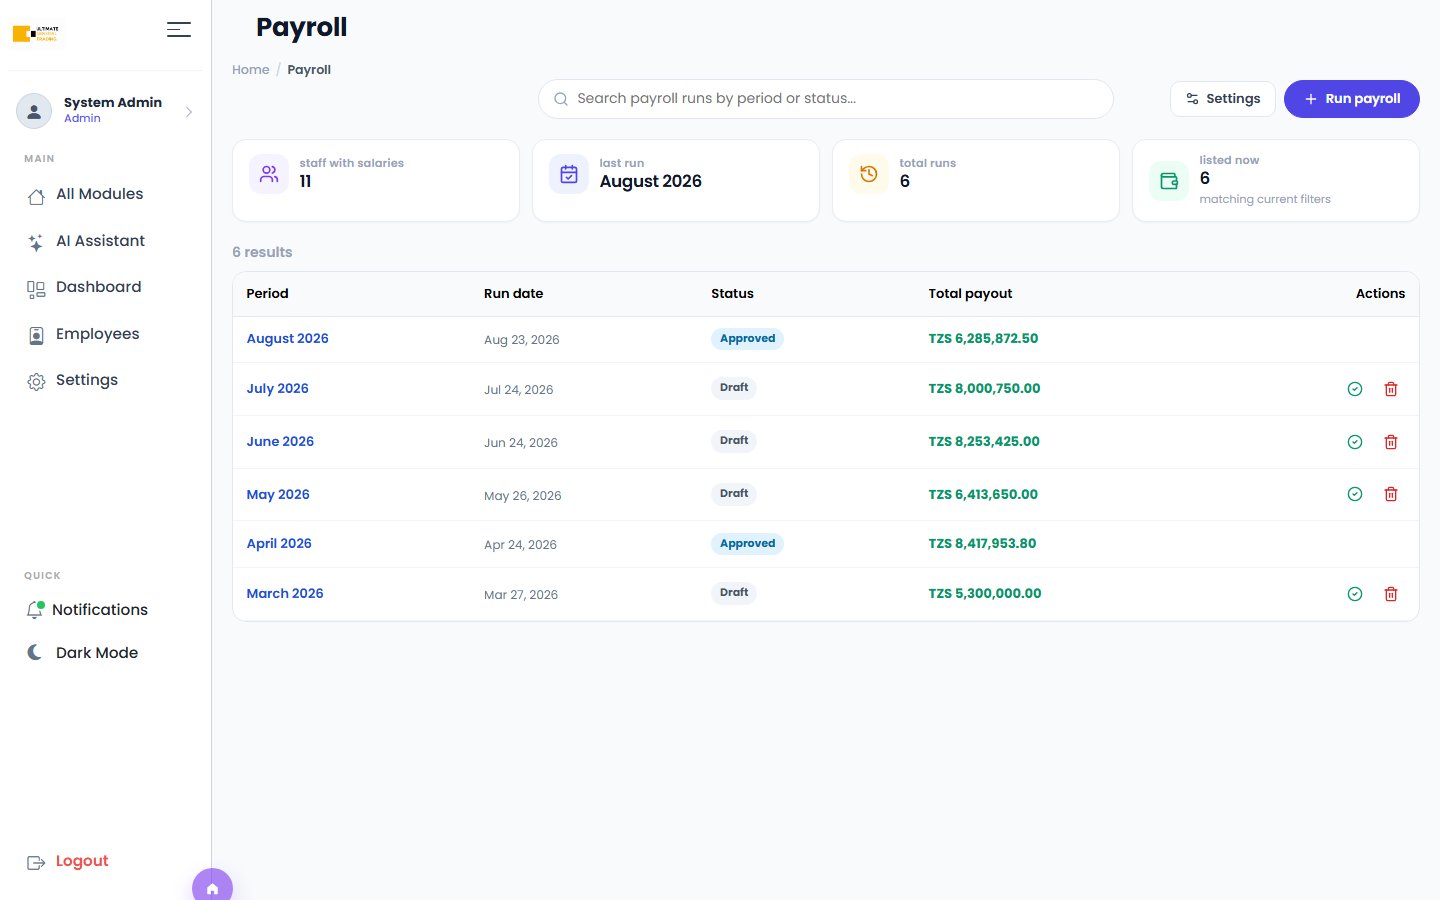 ULTIMATE
Payroll
Home / Payroll
System Admin
Admin
Search payroll runs by period or status...
Settings
Run payroll
MAIN
All Modules
AI Assistant
Dashboard
Employees
Settings
staff with salaries
11
last run
August 2026
total runs
6
listed now
6
matching current filters
6 results
Period Run date Status Total payout Actions
August 2026 Aug 23, 2026 Approved TZS 6,285,872.50
July 2026 Jul 24, 2026 Draft TZS 8,000,750.00
June 2026 Jun 24, 2026 Draft TZS 8,253,425.00
May 2026 May 26, 2026 Draft TZS 6,413,650.00
April 2026 Apr 24, 2026 Approved TZS 8,417,953.80
March 2026 Mar 27, 2026 Draft TZS 5,300,000.00
QUICK
Notifications
Dark Mode
Logout